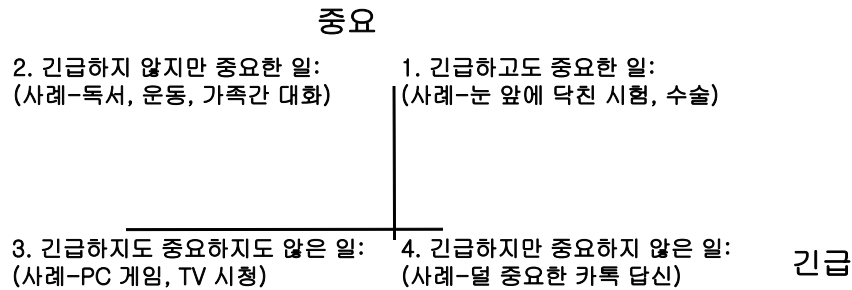 중요
2. 긴급하지 않지만 중요한 일:
(사례-독서, 운동, 가족간 대화)
1. 긴급하고도 중요한 일:
(사례-눈 앞에 닥친 시험, 수술)
3. 긴급하지도 중요하지도 않은 일:
(사례-PC 게임, TV 시청)
4. 긴급하지만 중요하지 않은 일:
(사례-덜 중요한 카톡 답신)
긴급